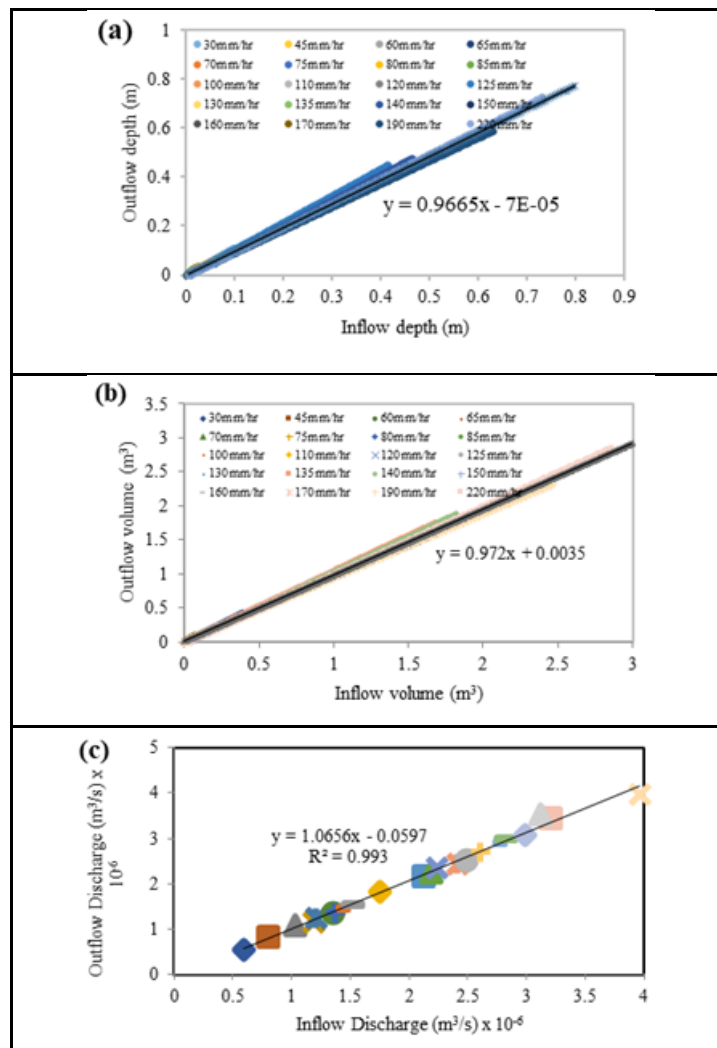 (a)
1
0.8
0.6
0.4
0.2
0
Outflow depth (m)
30mm/hr 45mm/hr 60mm/hr 65mm/hr
70mm/hr 75mm/hr 80mm/hr 85mm/hr
100mm/hr 110mm/hr 120mm/hr 125mm/hr
130mm/hr 135mm/hr 140mm/hr 150mm/hr
160mm/hr 170mm/hr 190mm/hr 220mm/hr
y = 0.9665x - 7E-05
0 0.1 0.2 0.3 0.4 0.5 0.6 0.7 0.8 0.9
Inflow depth (m)
(b)
3.5
3
2.5
2
1.5
1
0.5
0
Outflow volume (m³)
30mm/hr 45mm/hr 60mm/hr 65mm/hr
70mm/hr 75mm/hr 80mm/hr 85mm/hr
100mm/hr 110mm/hr 120mm/hr 125mm/hr
130mm/hr 135mm/hr 140mm/hr 150mm/hr
160mm/hr 170mm/hr 190mm/hr 220mm/hr
y = 0.972x + 0.0035
0 0.5 1 1.5 2 2.5 3
Inflow volume (m³)
(c)
5
4
3
2
1
0
Outflow Discharge (m³/s) x
10⁻⁶
y = 1.0656x - 0.0597
R² = 0.993
0 0.5 1 1.5 2 2.5 3 3.5 4
Inflow Discharge (m³/s) x 10⁻⁶